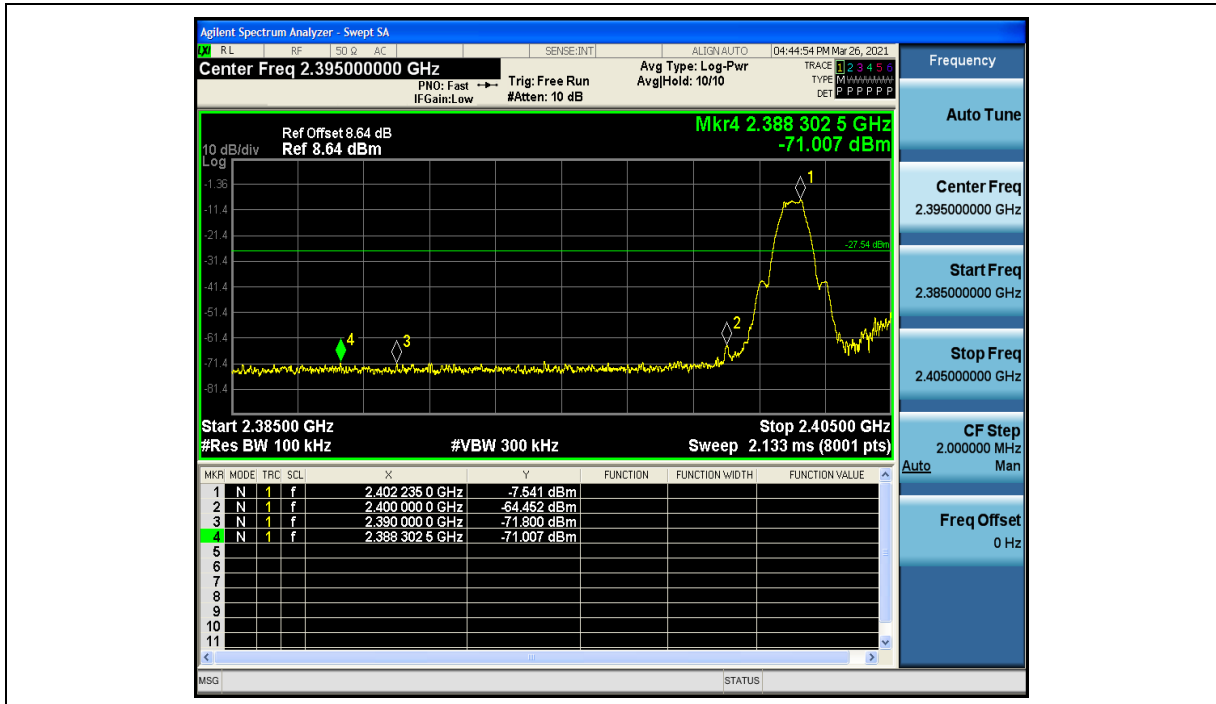 Agilent Spectrum Analyzer - Swept SA
LXI RL RF 50 Ω AC SENSE:INT ALIGN AUTO 04:44:54 PM Mar 26, 2021
Center Freq 2.395000000 GHz
PNO: Fast
IFGain:Low
Trig: Free Run
#Atten: 10 dB
Avg Type: Log-Pwr
Avg|Hold: 10/10
TRACE 1 2 3 4 5 6
TYPE M WWWWW
DET P P P P P P
Mkr4 2.388 302 5 GHz
-71.007 dBm
Ref Offset 8.64 dB
10 dB/div Ref 8.64 dBm
Log
-1.36
-11.4
-21.4
-31.4
-41.4
-51.4
-61.4
-71.4
-81.4
1
-27.54 dBm
2
3
4
Start 2.38500 GHz Stop 2.40500 GHz
#Res BW 100 kHz #VBW 300 kHz Sweep 2.133 ms (8001 pts)
MKR MODE TRC SCL X Y FUNCTION FUNCTION WIDTH FUNCTION VALUE
1 N 1 f 2.402 235 0 GHz -7.541 dBm
2 N 1 f 2.400 000 0 GHz -64.452 dBm
3 N 1 f 2.390 000 0 GHz -71.800 dBm
4 N 1 f 2.388 302 5 GHz -71.007 dBm
5
6
7
8
9
10
11
MSG STATUS
Frequency
Auto Tune
Center Freq
2.395000000 GHz
Start Freq
2.385000000 GHz
Stop Freq
2.405000000 GHz
CF Step
2.000000 MHz
Auto Man
Freq Offset
0 Hz